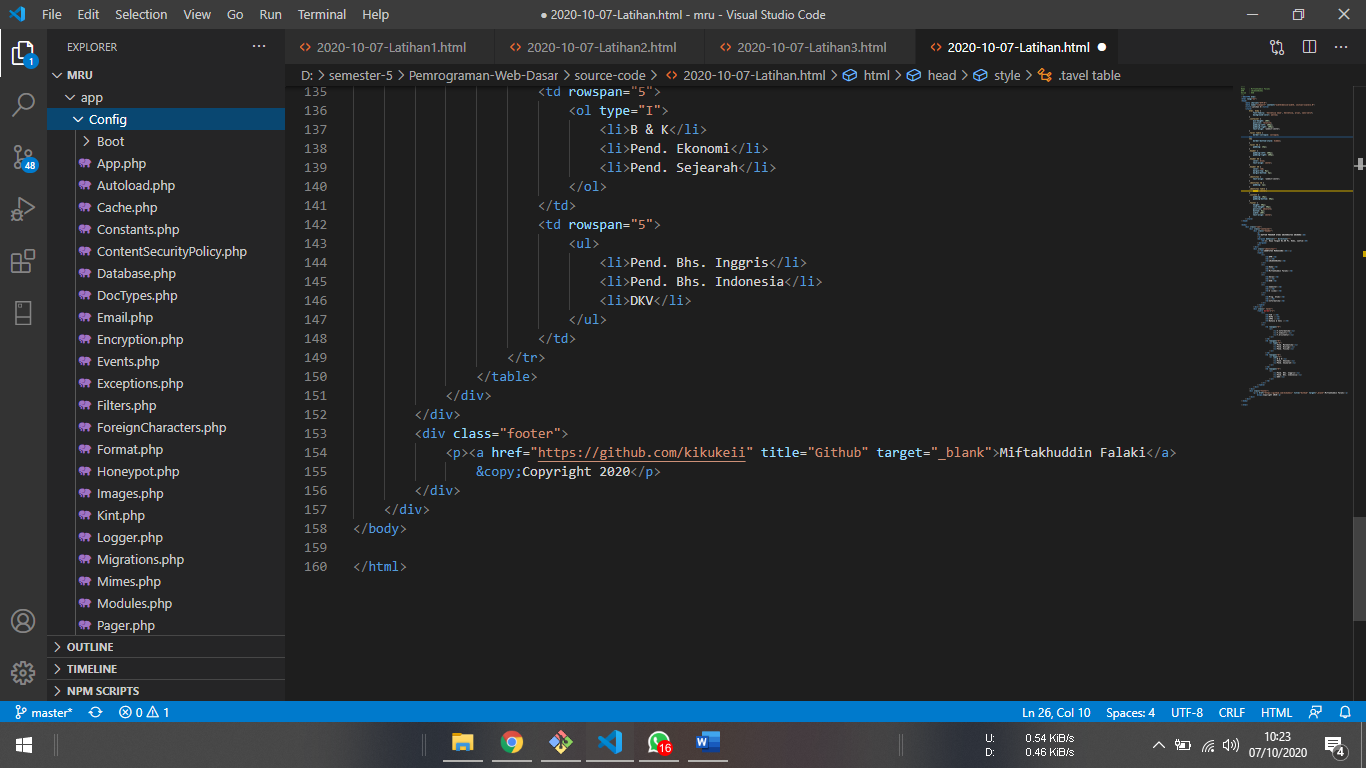 File Edit Selection View Go Run Terminal Help
● 2020-10-07-Latihan.html - mru - Visual Studio Code
EXPLORER
2020-10-07-Latihan1.html 2020-10-07-Latihan2.html 2020-10-07-Latihan3.html 2020-10-07-Latihan.html
D: > semester-5 > Pemrograman-Web-Dasar > source-code > 2020-10-07-Latihan.html > html > head > style > .tavel table
MRU
app
Config
Boot
App.php
Autoload.php
Cache.php
Constants.php
ContentSecurityPolicy.php
Database.php
DocTypes.php
Email.php
Encryption.php
Events.php
Exceptions.php
Filters.php
ForeignCharacters.php
Format.php
Honeypot.php
Images.php
Kint.php
Logger.php
Migrations.php
Mimes.php
Modules.php
Pager.php
OUTLINE
TIMELINE
NPM SCRIPTS
1
48
135 <td rowspan="5">
136 <ol type="I">
137 <li>B & K</li>
138 <li>Pend. Ekonomi</li>
139 <li>Pend. Sejearah</li>
140 </ol>
141 </td>
142 <td rowspan="5">
143 <ul>
144 <li>Pend. Bhs. Inggris</li>
145 <li>Pend. Bhs. Indonesia</li>
146 <li>DKV</li>
147 </ul>
148 </td>
149 </tr>
150 </table>
151 </div>
152 </div>
153 <div class="footer">
154 <p><a href="https://github.com/kikukeii" title="Github" target="_blank">Miftakhuddin Falaki</a>
155 &copy;Copyright 2020</p>
156 </div>
157 </div>
158 </body>
159
160 </html>
master* 0 1
Ln 26, Col 10 Spaces: 4 UTF-8 CRLF HTML
16
U: 0.54 KiB/s
D: 0.46 KiB/s
10:23
07/10/2020
4